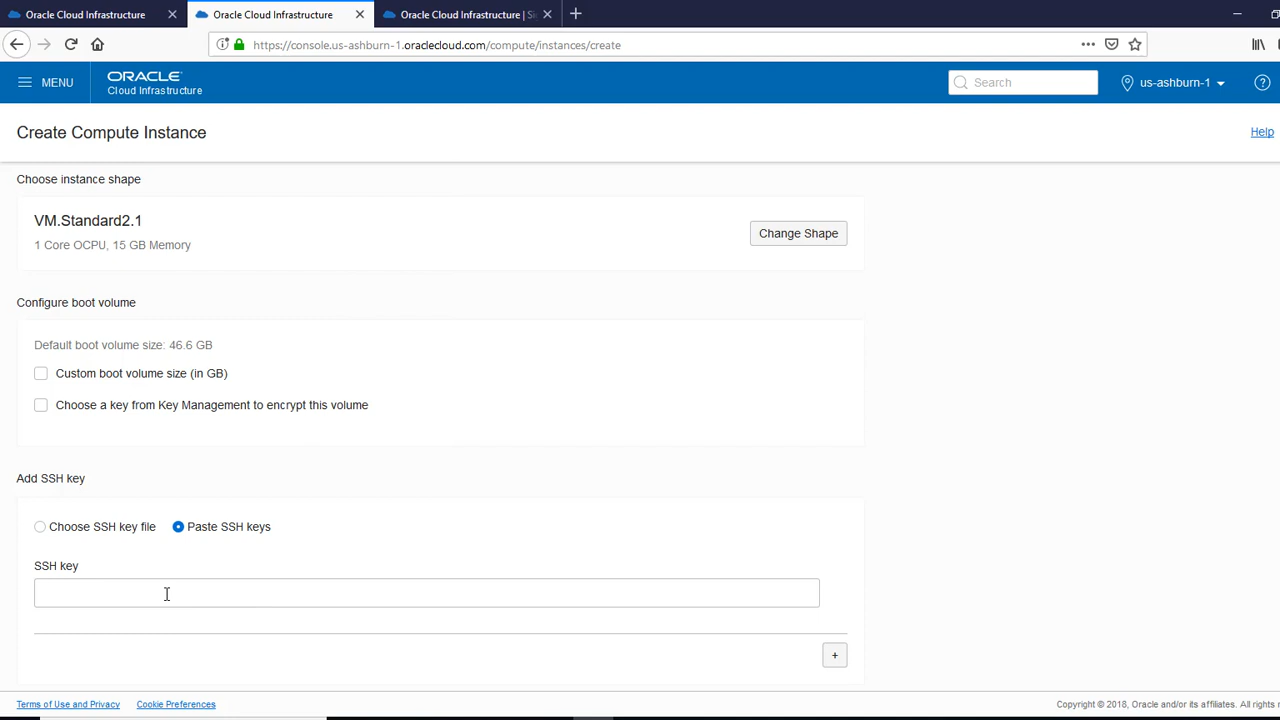 Oracle Cloud Infrastructure
Oracle Cloud Infrastructure
Oracle Cloud Infrastructure | Si
https://console.us-ashburn-1.oraclecloud.com/compute/instances/create
MENU
ORACLE
Cloud Infrastructure
Search
us-ashburn-1
?
Create Compute Instance
Help
Choose instance shape
VM.Standard2.1
1 Core OCPU, 15 GB Memory
Change Shape
Configure boot volume
Default boot volume size: 46.6 GB
Custom boot volume size (in GB)
Choose a key from Key Management to encrypt this volume
Add SSH key
Choose SSH key file
Paste SSH keys
SSH key
+
Terms of Use and Privacy
Cookie Preferences
Copyright © 2018, Oracle and/or its affiliates. All rights